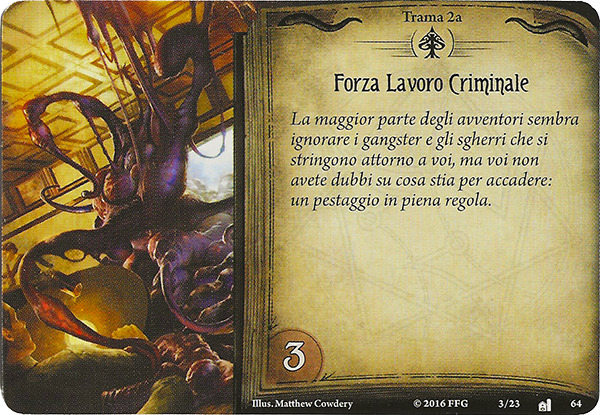 Trama 2a
Forza Lavoro Criminale
La maggior parte degli avventori sembra
ignorare i gangster e gli sgherri che si
stringono attorno a voi, ma voi non
avete dubbi su cosa stia per accadere:
un pestaggio in piena regola.
3
Illus. Matthew Cowdery © 2016 FFG 3/23 64